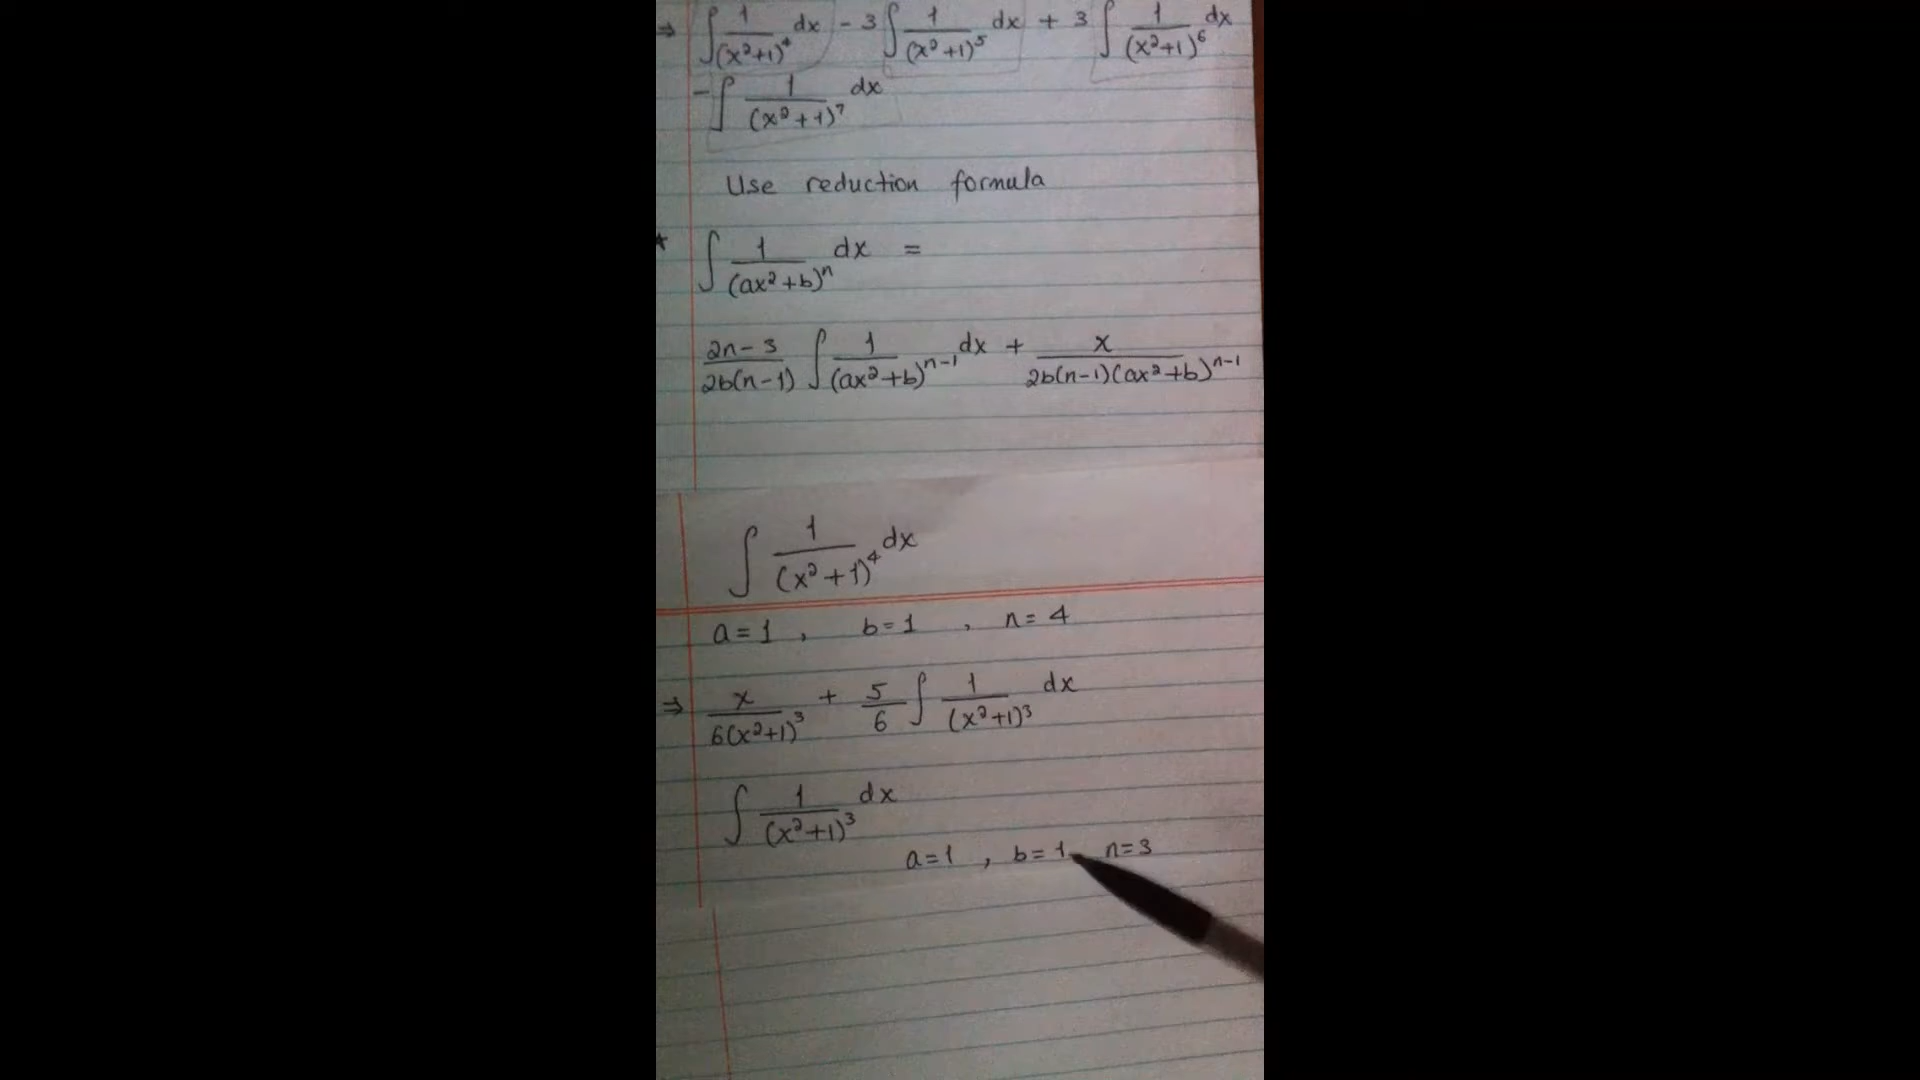 ⇒ ∫ 1/(x²+1)⁴ dx - 3 ∫ 1/(x²+1)⁵ dx + 3 ∫ 1/(x²+1)⁶ dx
- ∫ 1/(x²+1)⁷ dx
Use reduction formula
* ∫ 1/(ax²+b)ⁿ dx =
2n-3/2b(n-1) ∫ 1/(ax²+b)ⁿ⁻¹ dx + x/2b(n-1)(ax²+b)ⁿ⁻¹
∫ 1/(x²+1)⁴ dx
a=1 , b=1 , n=4
⇒ x/6(x²+1)³ + 5/6 ∫ 1/(x²+1)³ dx
∫ 1/(x²+1)³ dx
a=1 , b=1 n=3